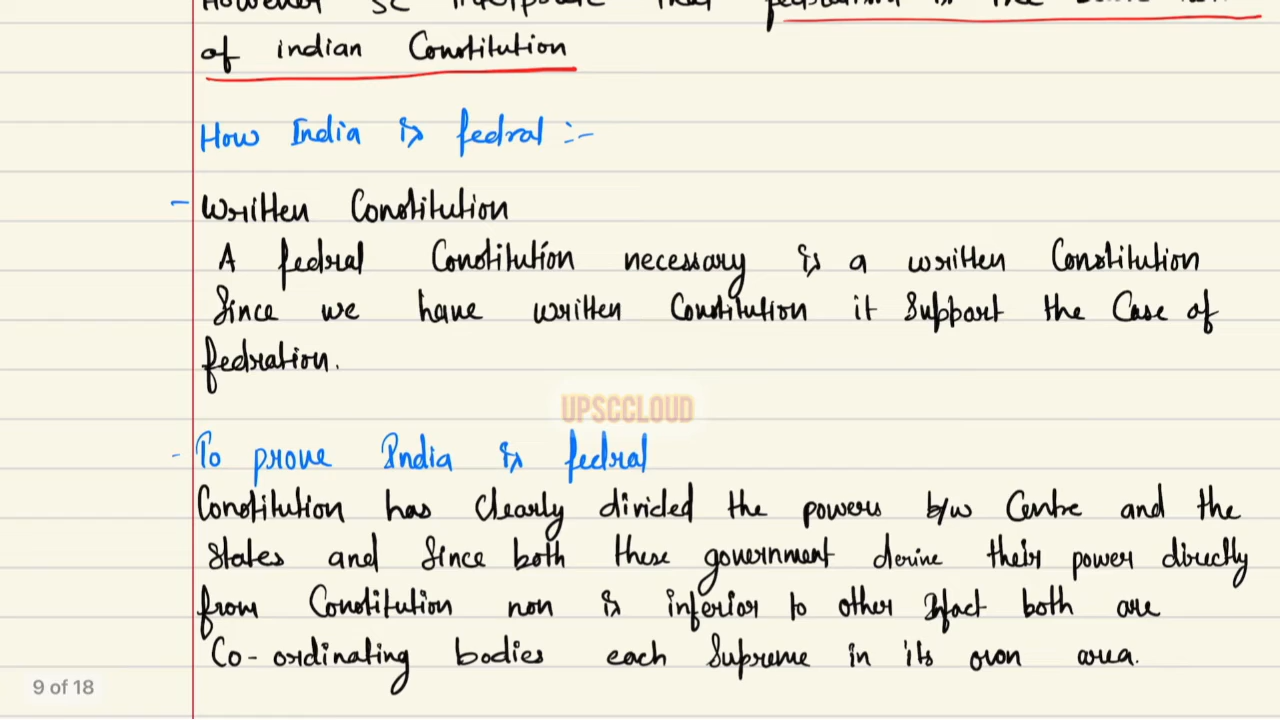 of indian Constitution
How India is fedral :-
- Written Constitution
A fedral Constitution necessary is a written Constitution
Since we have written Constitution it Support the Case of
fedration.
UPSCCLOUD
- To prove India is fedral
Constitution has clearly divided the powers b/w Centre and the
States and Since both these government derive their power directly
from Constitution non is inferior to other Infact both are
Co-ordinating bodies each Supreme in its own area.
9 of 18